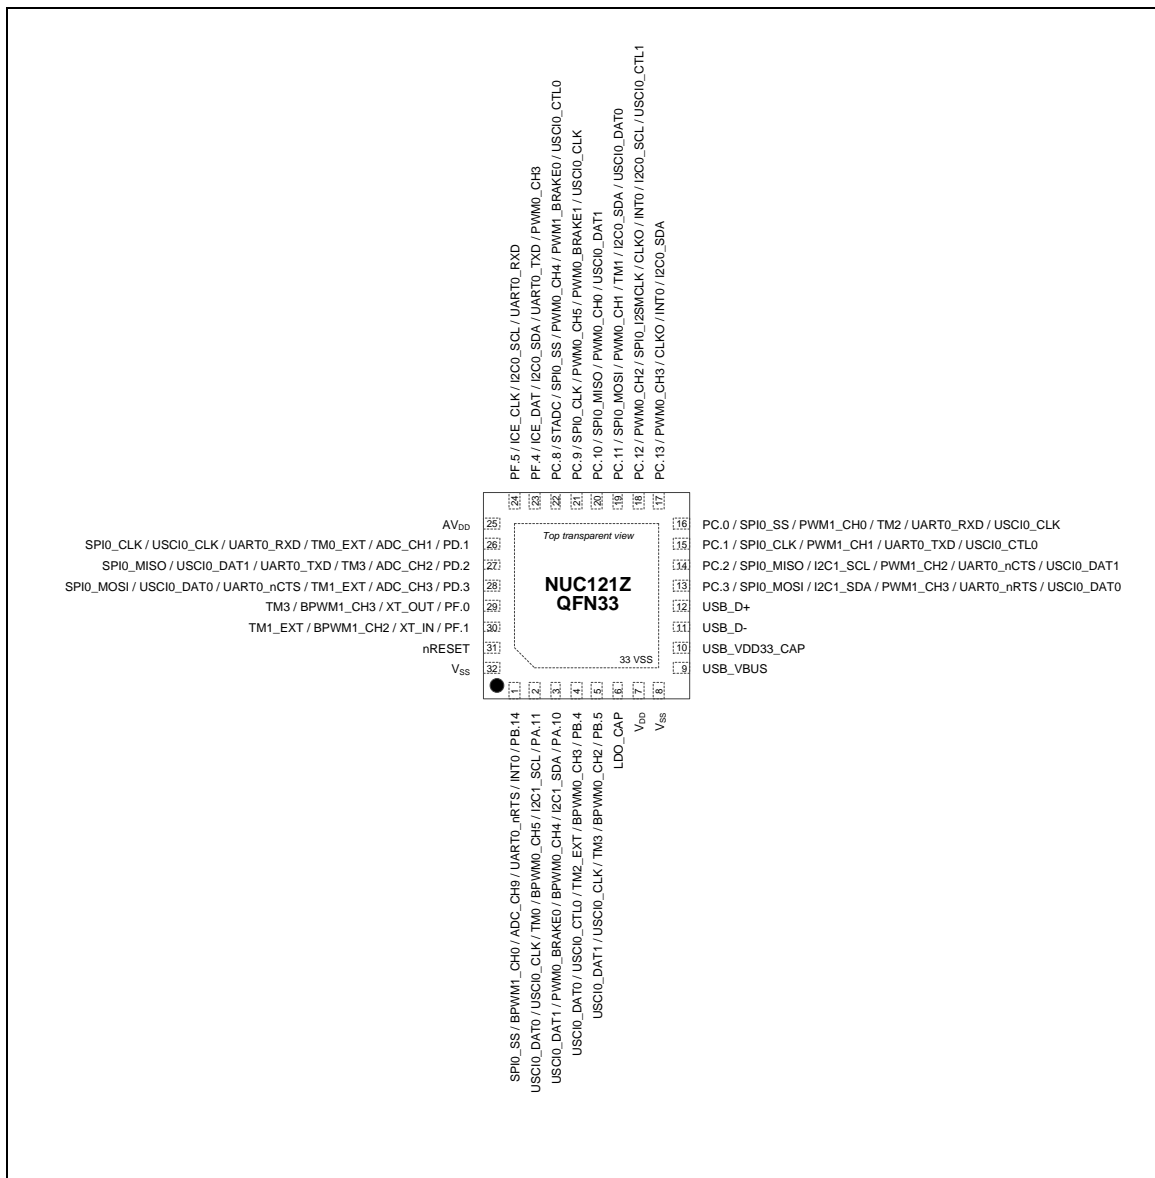 PF.5 / ICE_CLK / I2C0_SCL / UART0_RXD
PF.4 / ICE_DAT / I2C0_SDA / UART0_TXD / PWM0_CH3
PC.8 / STADC / SPI0_SS / PWM0_CH4 / PWM1_BRAKE0 / USCI0_CTL0
PC.9 / SPI0_CLK / PWM0_CH5 / PWM0_BRAKE1 / USCI0_CLK
PC.10 / SPI0_MISO / PWM0_CH0 / USCI0_DAT1
PC.11 / SPI0_MOSI / PWM0_CH1 / TM1 / I2C0_SDA / USCI0_DAT0
PC.12 / PWM0_CH2 / SPI0_I2SMCLK / CLKO / INT0 / I2C0_SCL / USCI0_CTL1
PC.13 / PWM0_CH3 / CLKO / INT0 / I2C0_SDA
24 23 22 21 20 19 18 17
AVDD 25
SPI0_CLK / USCI0_CLK / UART0_RXD / TM0_EXT / ADC_CH1 / PD.1 26
SPI0_MISO / USCI0_DAT1 / UART0_TXD / TM3 / ADC_CH2 / PD.2 27
SPI0_MOSI / USCI0_DAT0 / UART0_nCTS / TM1_EXT / ADC_CH3 / PD.3 28
TM3 / BPWM1_CH3 / XT_OUT / PF.0 29
TM1_EXT / BPWM1_CH2 / XT_IN / PF.1 30
nRESET 31
VSS 32
Top transparent view
NUC121Z
QFN33
33 VSS
16 PC.0 / SPI0_SS / PWM1_CH0 / TM2 / UART0_RXD / USCI0_CLK
15 PC.1 / SPI0_CLK / PWM1_CH1 / UART0_TXD / USCI0_CTL0
14 PC.2 / SPI0_MISO / I2C1_SCL / PWM1_CH2 / UART0_nCTS / USCI0_DAT1
13 PC.3 / SPI0_MOSI / I2C1_SDA / PWM1_CH3 / UART0_nRTS / USCI0_DAT0
12 USB_D+
11 USB_D-
10 USB_VDD33_CAP
9 USB_VBUS
1 2 3 4 5 6 7 8
SPI0_SS / BPWM1_CH0 / ADC_CH9 / UART0_nRTS / INT0 / PB.14
USCI0_DAT0 / USCI0_CLK / TM0 / BPWM0_CH5 / I2C1_SCL / PA.11
USCI0_DAT1 / PWM0_BRAKE0 / BPWM0_CH4 / I2C1_SDA / PA.10
USCI0_DAT0 / USCI0_CTL0 / TM2_EXT / BPWM0_CH3 / PB.4
USCI0_DAT1 / USCI0_CLK / TM3 / BPWM0_CH2 / PB.5
LDO_CAP
VDD
VSS